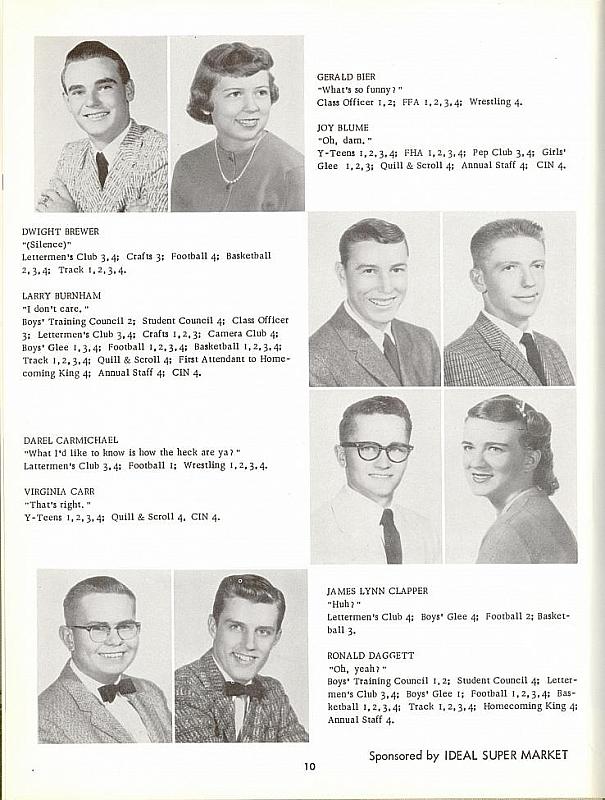 GERALD BIER
"What's so funny?"
Class Officer 1,2; FFA 1,2,3,4; Wrestling 4.
JOY BLUME
"Oh, darn."
Y-Teens 1,2,3,4; FHA 1,2,3,4; Pep Club 3,4; Girls'
Glee 1,2,3; Quill & Scroll 4; Annual Staff 4; CIN 4.
DWIGHT BREWER
"(Silence)"
Lettermen's Club 3,4; Crafts 3; Football 4; Basketball
2,3,4; Track 1,2,3,4.
LARRY BURNHAM
"I don't care."
Boys' Training Council 2; Student Council 4; Class Officer
3; Lettermen's Club 3,4; Crafts 1,2,3; Camera Club 4;
Boys' Glee 1,3,4; Football 1,2,3,4; Basketball 1,2,3,4;
Track 1,2,3,4; Quill & Scroll 4; First Attendant to Home-
coming King 4; Annual Staff 4; CIN 4.
DAREL CARMICHAEL
"What I'd like to know is how the heck are ya?"
Lattermen's Club 3,4; Football 1; Wrestling 1,2,3,4.
VIRGINIA CARR
"That's right."
Y-Teens 1,2,3,4; Quill & Scroll 4, CIN 4.
JAMES LYNN CLAPPER
"Huh?"
Lettermen's Club 4; Boys' Glee 4; Football 2; Basket-
ball 3.
RONALD DAGGETT
"Oh, yeah?"
Boys' Training Council 1,2; Student Council 4; Letter-
men's Club 3,4; Boys' Glee 1; Football 1,2,3,4; Bas-
ketball 1,2,3,4; Track 1,2,3,4; Homecoming King 4;
Annual Staff 4.
Sponsored by IDEAL SUPER MARKET
10